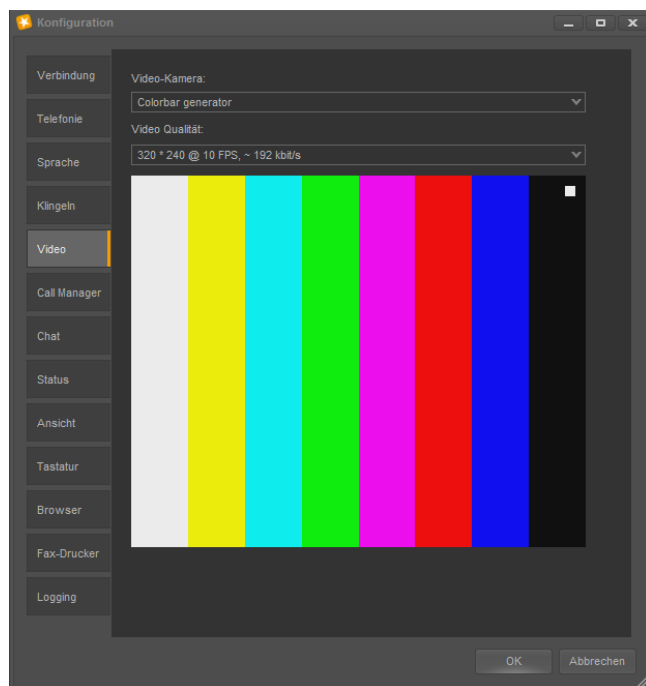 Konfiguration
Verbindung
Telefonie
Sprache
Klingeln
Video
Call Manager
Chat
Status
Ansicht
Tastatur
Browser
Fax-Drucker
Logging
Video-Kamera:
Colorbar generator
Video Qualität:
320 * 240 @ 10 FPS, ~ 192 kbit/s
OK
Abbrechen